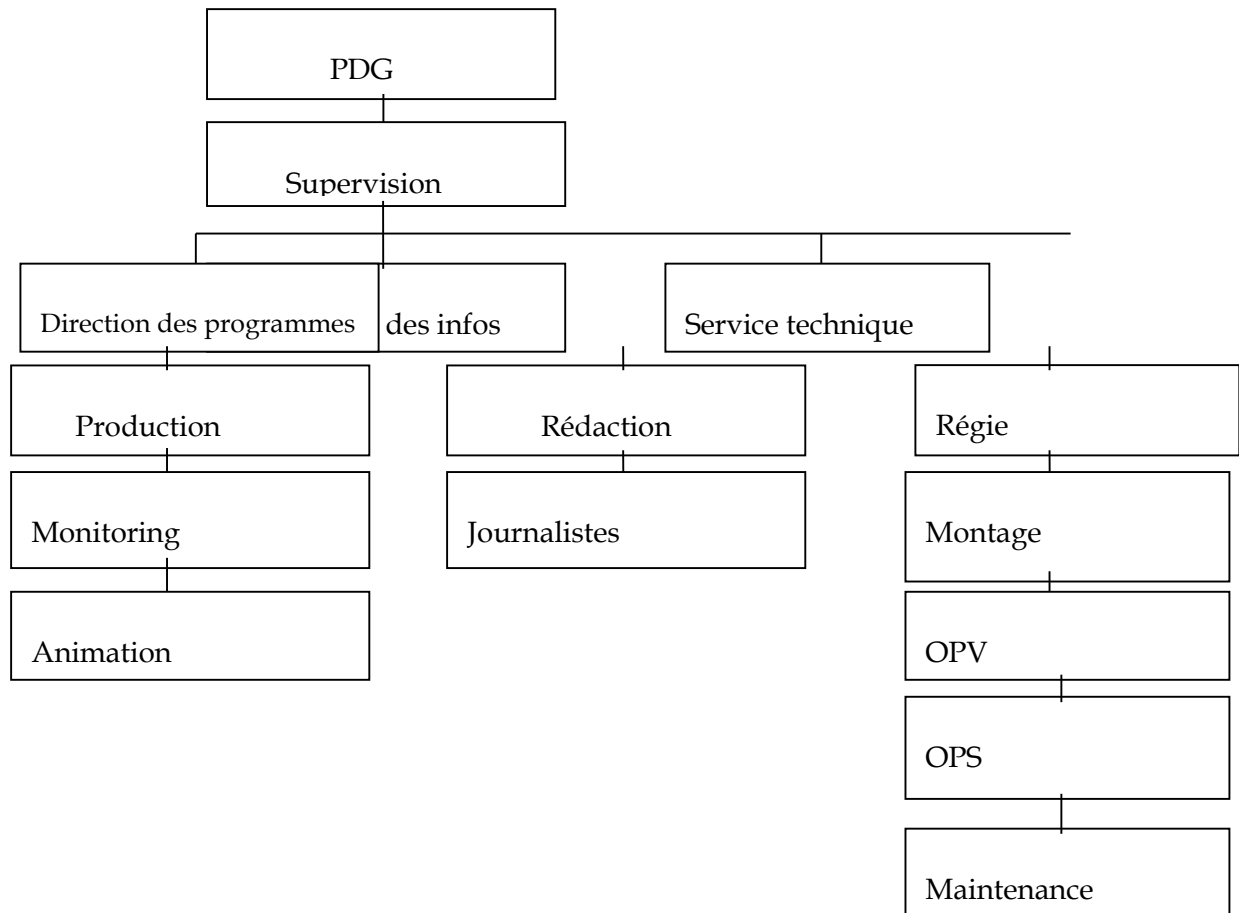 PDG
Supervision
Direction des programmes
des infos
Service technique
Production
Rédaction
Régie
Monitoring
Journalistes
Montage
Animation
OPV
OPS
Maintenance